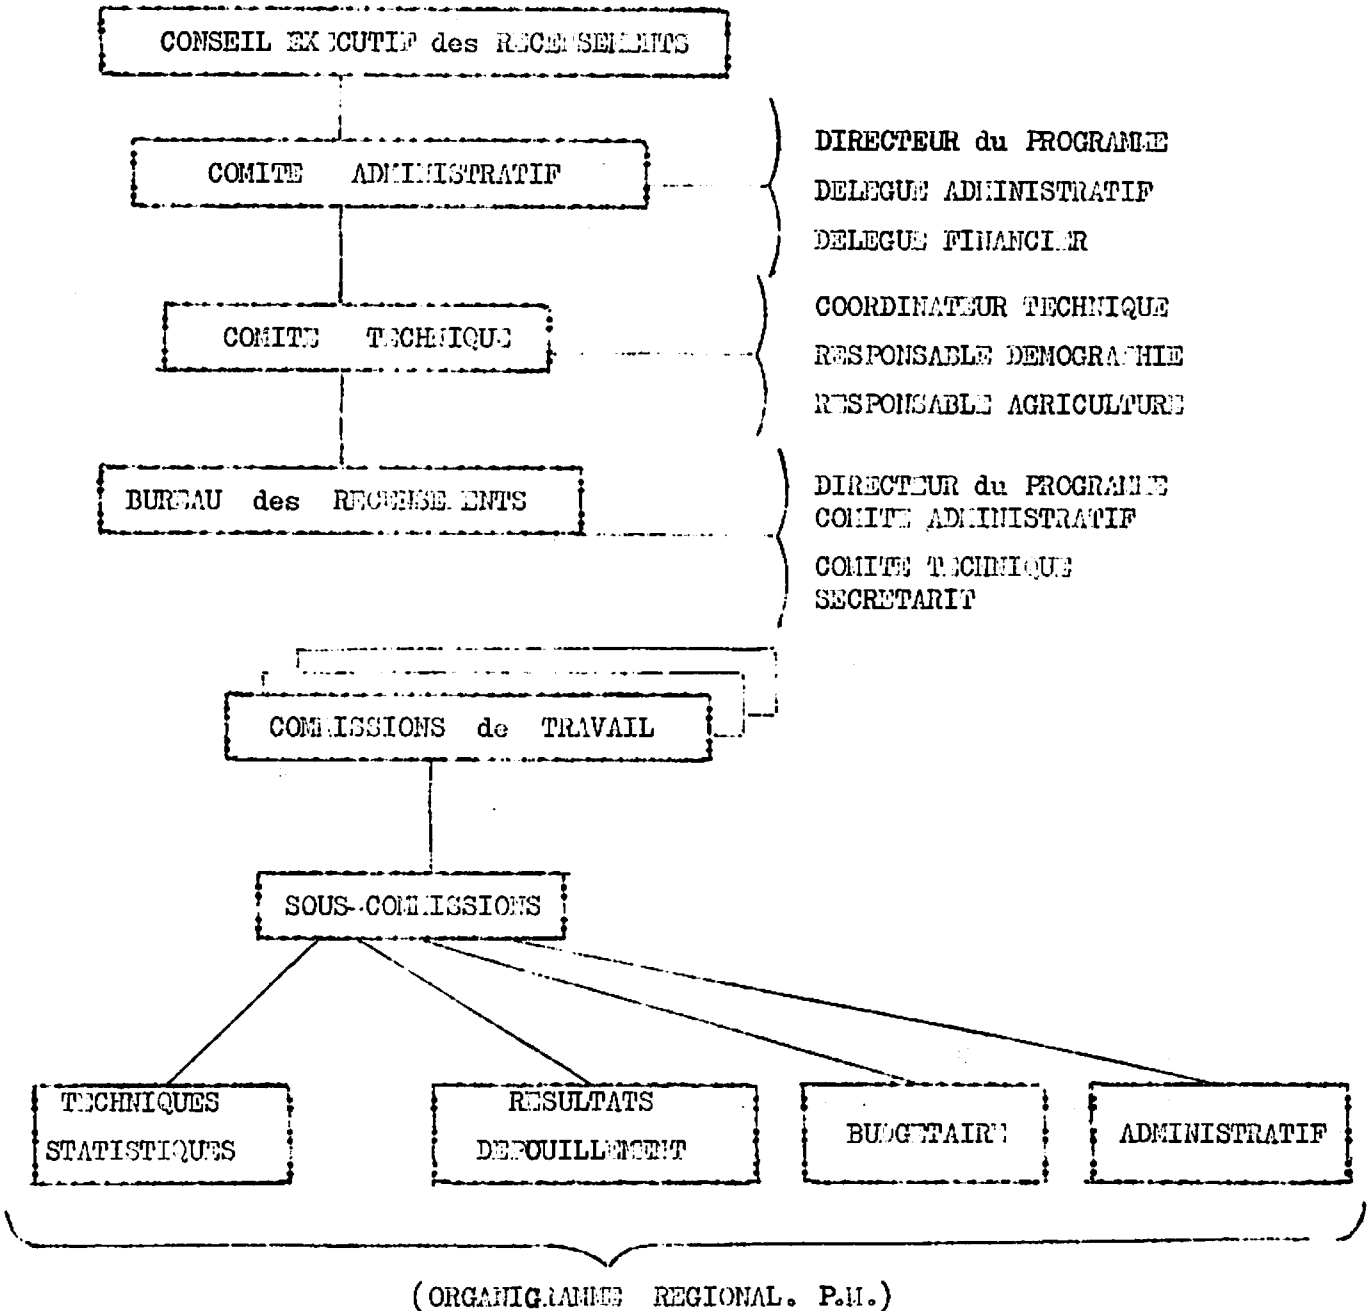 CONSEIL EXECUTIF des RECENSEMENTS
COMITE ADMINISTRATIF
DIRECTEUR du PROGRAMME
DELEGUE ADMINISTRATIF
DELEGUE FINANCIER
COMITE TECHNIQUE
COORDINATEUR TECHNIQUE
RESPONSABLE DEMOGRAPHIE
RESPONSABLE AGRICULTURE
BUREAU des RECENSEMENTS
DIRECTEUR du PROGRAMME
COMITE ADMINISTRATIF
COMITE TECHNIQUE
SECRETARIT
COMMISSIONS de TRAVAIL
SOUS-COMMISSIONS
TECHNIQUES
STATISTIQUES
RESULTATS
DEPOUILLEMENT
BUDGETAIRE
ADMINISTRATIF
(ORGANIGRAMME REGIONAL. P.M.)